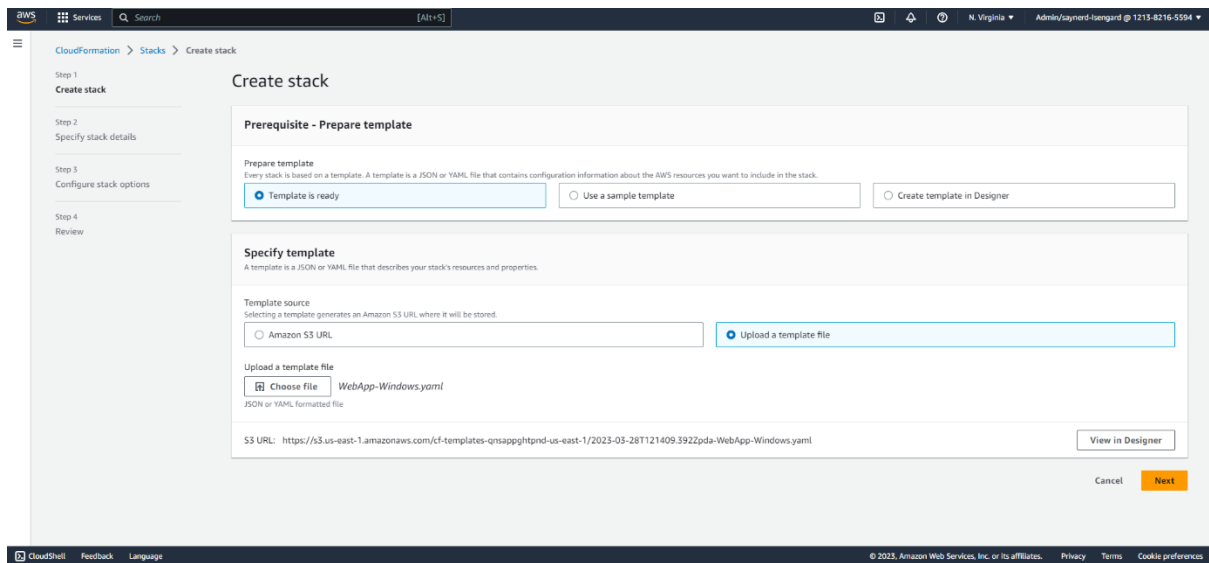 aws
Services
Search
[Alt+S]
N. Virginia
Admin/saynerd-Isengard @ 1213-8216-5594
CloudFormation > Stacks > Create stack
Step 1
Create stack
Step 2
Specify stack details
Step 3
Configure stack options
Step 4
Review
Create stack
Prerequisite - Prepare template
Prepare template
Every stack is based on a template. A template is a JSON or YAML file that contains configuration information about the AWS resources you want to include in the stack.
Template is ready
Use a sample template
Create template in Designer
Specify template
A template is a JSON or YAML file that describes your stack's resources and properties.
Template source
Selecting a template generates an Amazon S3 URL where it will be stored.
Amazon S3 URL
Upload a template file
Upload a template file
Choose file
WebApp-Windows.yaml
JSON or YAML formatted file
S3 URL: https://s3.us-east-1.amazonaws.com/cf-templates-qnsappghtpnd-us-east-1/2023-03-28T121409.392Zpda-WebApp-Windows.yaml
View in Designer
Cancel
Next
CloudShell
Feedback
Language
© 2023, Amazon Web Services, Inc. or its affiliates.
Privacy
Terms
Cookie preferences